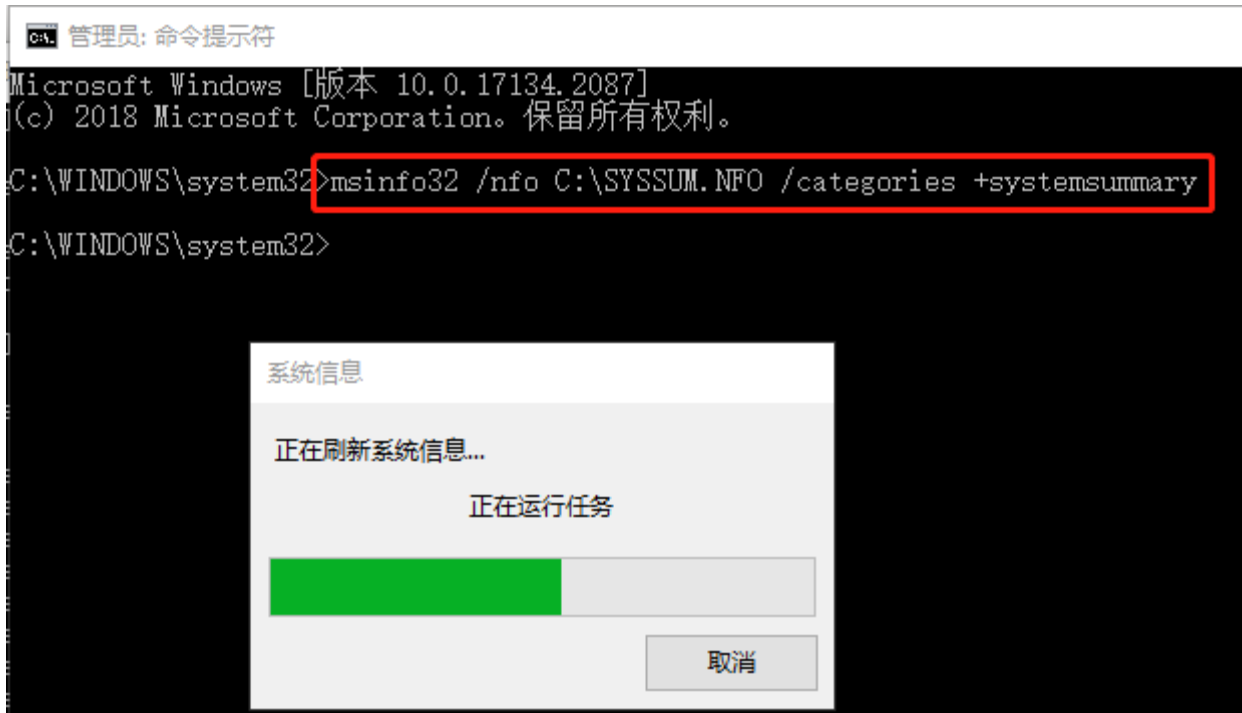 管理员: 命令提示符
Microsoft Windows [版本 10.0.17134.2087]
(c) 2018 Microsoft Corporation。保留所有权利。
C:\WINDOWS\system32>msinfo32 /nfo C:\SYSSUM.NFO /categories +systemsummary
C:\WINDOWS\system32>
系统信息
正在刷新系统信息...
正在运行任务
取消